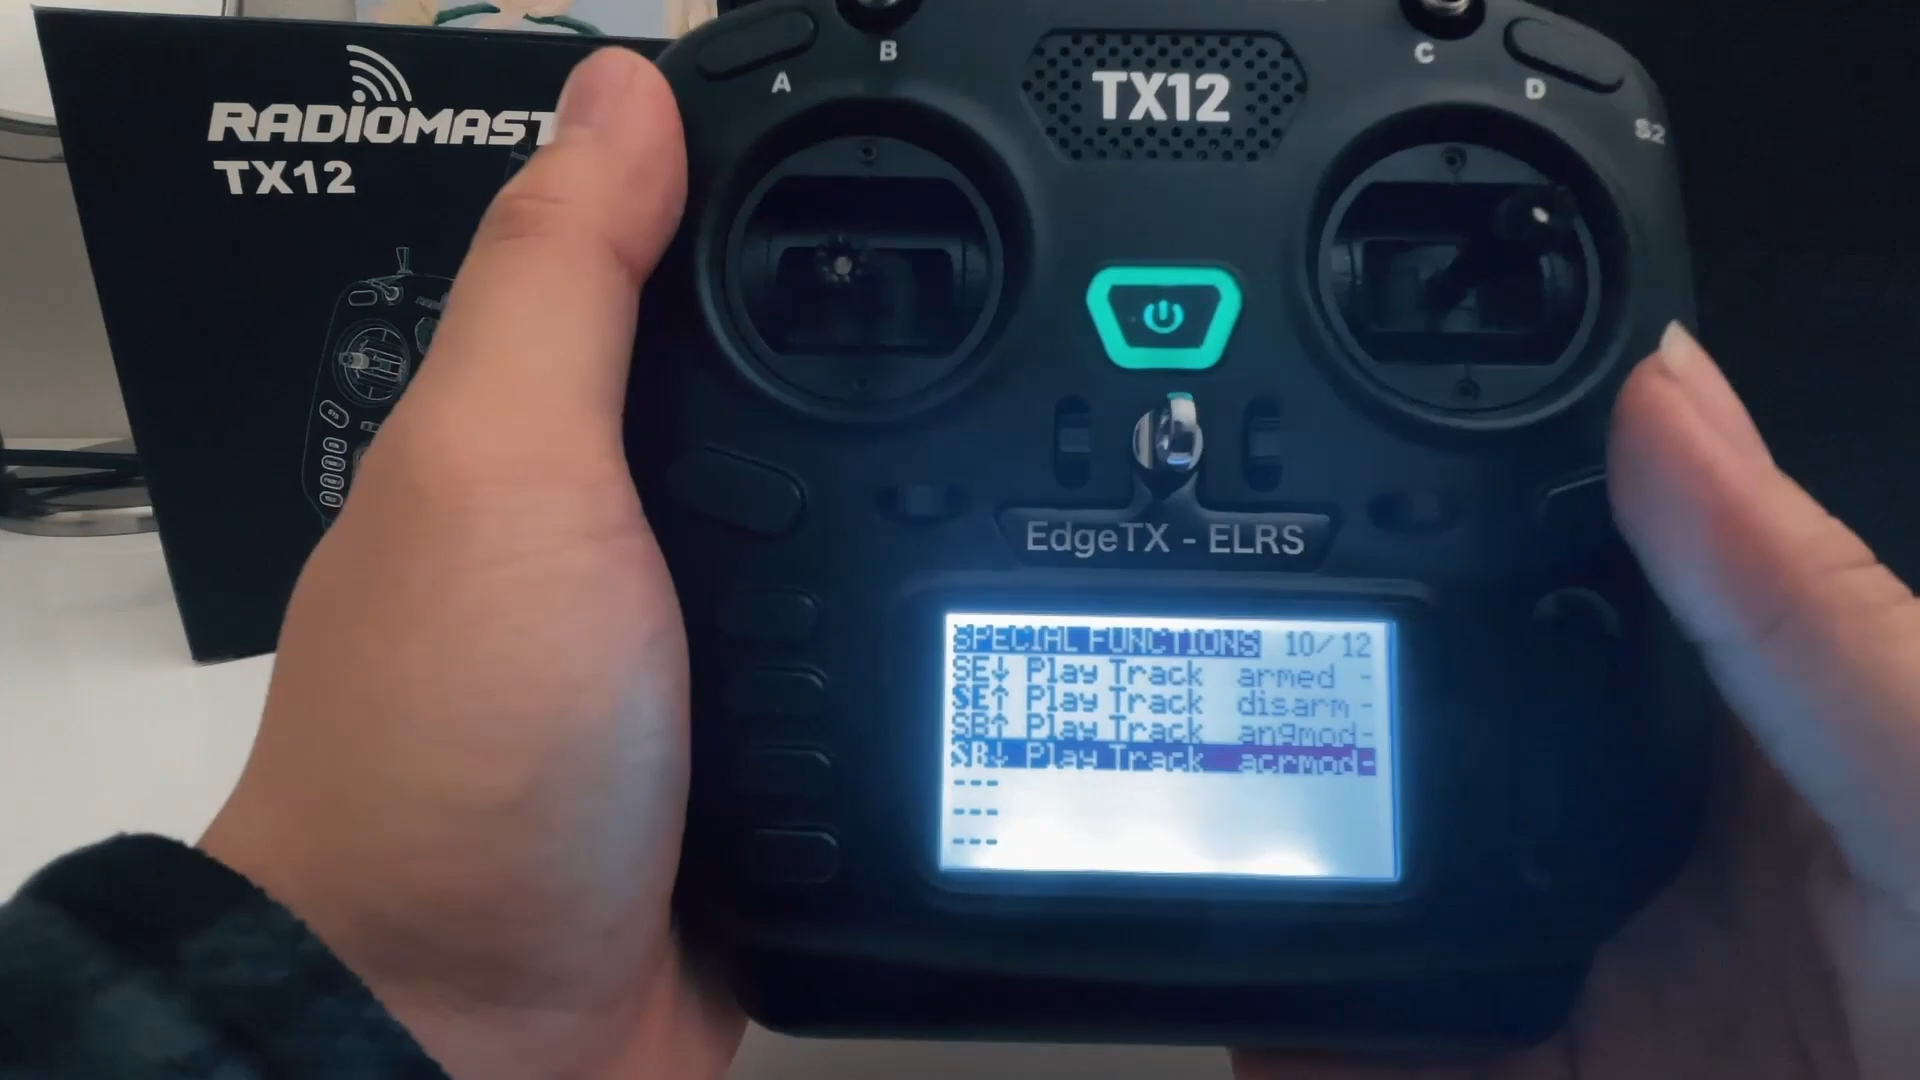 RADIOMAST
TX12
A
B
TX12
C
D
S2
EdgeTX - ELRS
SPECIAL FUNCTIONS 10/12
SE↓ Play Track armed -
SE↑ Play Track disarm -
SB↑ Play Track angmod-
SB↓ Play Track acrmod-
---
---
---